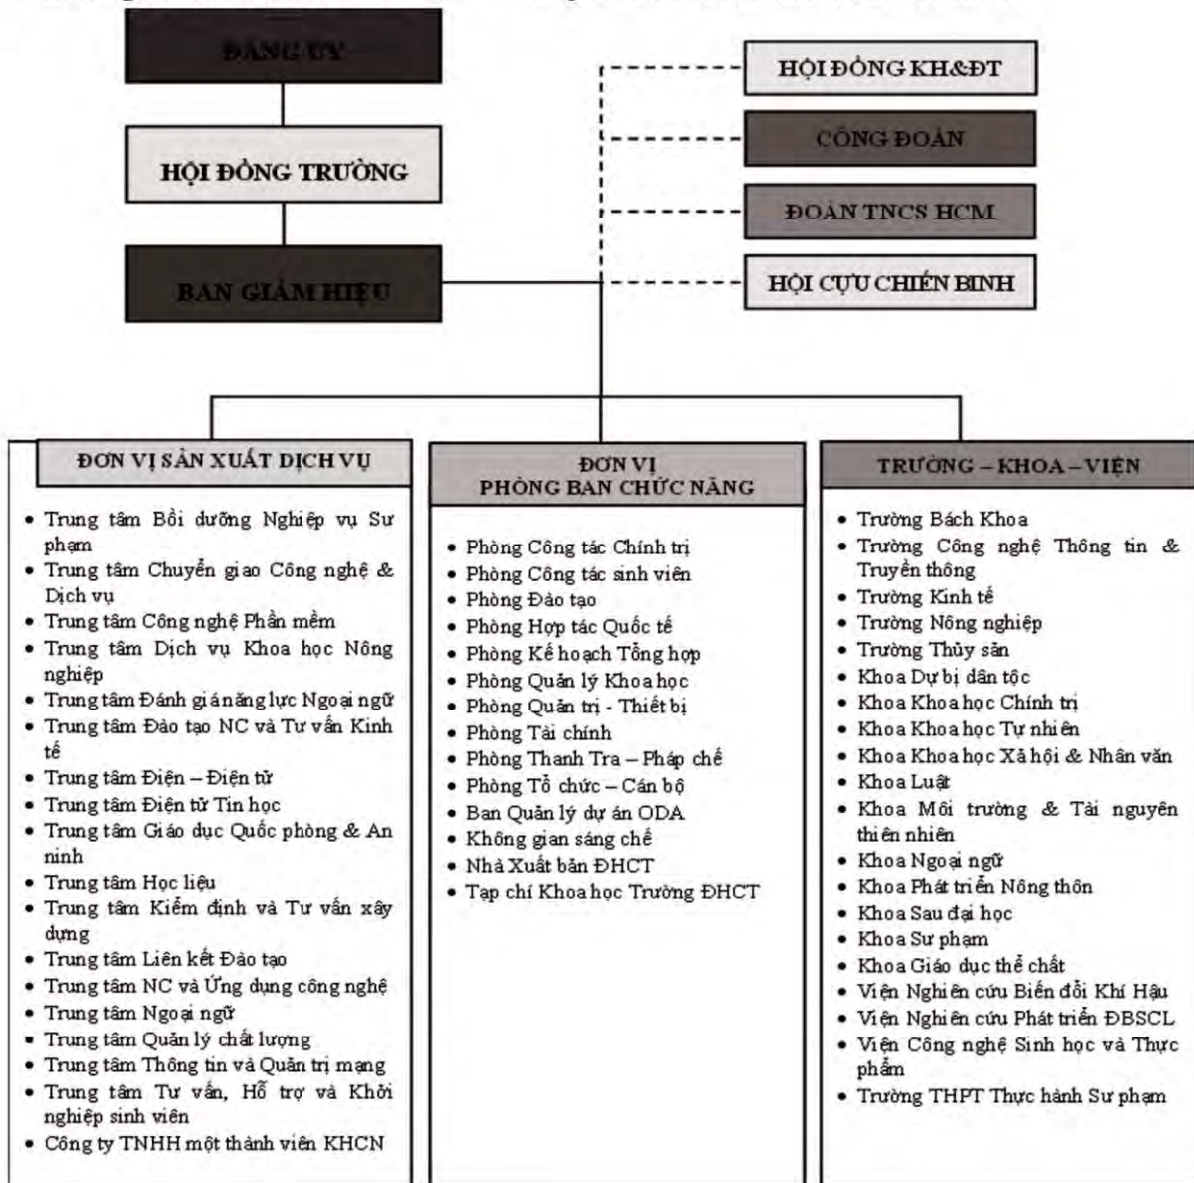 ĐẢNG ỦY
HỘI ĐỒNG TRƯỜNG
BAN GIÁM HIỆU
HỘI ĐỒNG KH&ĐT
CÔNG ĐOÀN
ĐOÀN TNCS HCM
HỘI CỰU CHIẾN BINH
ĐƠN VỊ SẢN XUẤT DỊCH VỤ
• Trung tâm Bồi dưỡng Nghiệp vụ Sư
phạm
• Trung tâm Chuyển giao Công nghệ &
Dịch vụ
• Trung tâm Công nghệ Phần mềm
• Trung tâm Dịch vụ Khoa học Nông
nghiệp
• Trung tâm Đánh giá năng lực Ngoại ngữ
• Trung tâm Đào tạo NC và Tư vấn Kinh
tế
• Trung tâm Điện – Điện tử
• Trung tâm Điện tử Tin học
• Trung tâm Giáo dục Quốc phòng & An
ninh
• Trung tâm Học liệu
• Trung tâm Kiểm định và Tư vấn xây
dựng
• Trung tâm Liên kết Đào tạo
• Trung tâm NC và Ứng dụng công nghệ
• Trung tâm Ngoại ngữ
• Trung tâm Quản lý chất lượng
• Trung tâm Thông tin và Quản trị mạng
• Trung tâm Tư vấn, Hỗ trợ và Khởi
nghiệp sinh viên
• Công ty TNHH một thành viên KHCN
ĐƠN VỊ
PHÒNG BAN CHỨC NĂNG
• Phòng Công tác Chính trị
• Phòng Công tác sinh viên
• Phòng Đào tạo
• Phòng Hợp tác Quốc tế
• Phòng Kế hoạch Tổng hợp
• Phòng Quản lý Khoa học
• Phòng Quản trị - Thiết bị
• Phòng Tài chính
• Phòng Thanh Tra – Pháp chế
• Phòng Tổ chức – Cán bộ
• Ban Quản lý dự án ODA
• Không gian sáng chế
• Nhà Xuất bản ĐHCT
• Tạp chí Khoa học Trường ĐHCT
TRƯỜNG – KHOA – VIỆN
• Trường Bách Khoa
• Trường Công nghệ Thông tin &
Truyền thông
• Trường Kinh tế
• Trường Nông nghiệp
• Trường Thủy sản
• Khoa Dự bị dân tộc
• Khoa Khoa học Chính trị
• Khoa Khoa học Tự nhiên
• Khoa Khoa học Xã hội & Nhân văn
• Khoa Luật
• Khoa Môi trường & Tài nguyên
thiên nhiên
• Khoa Ngoại ngữ
• Khoa Phát triển Nông thôn
• Khoa Sau đại học
• Khoa Sư phạm
• Khoa Giáo dục thể chất
• Viện Nghiên cứu Biến đổi Khí Hậu
• Viện Nghiên cứu Phát triển ĐBSCL
• Viện Công nghệ Sinh học và Thực
phẩm
• Trường THPT Thực hành Sư phạm